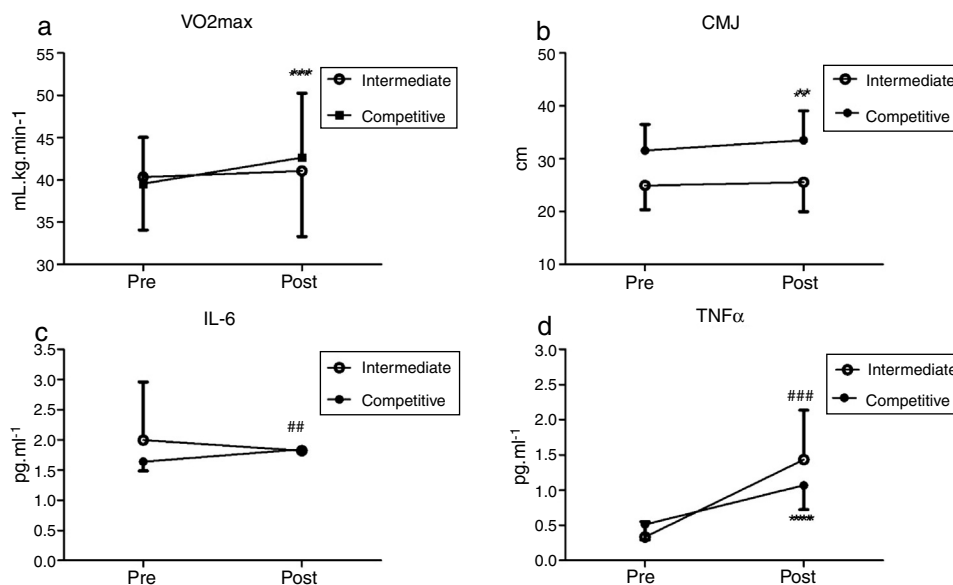 a
VO2max
mL.kg.min-1
55
50
45
40
35
30
***
Intermediate
Competitive
Pre
Post
b
CMJ
cm
50
40
30
20
10
**
Intermediate
Competitive
Pre
Post
c
IL-6
pg.ml-1
3.5
3.0
2.5
2.0
1.5
1.0
0.5
0.0
##
Intermediate
Competitive
Pre
Post
d
TNFα
pg.ml-1
3.0
2.5
2.0
1.5
1.0
0.5
0.0
###
****
Intermediate
Competitive
Pre
Post